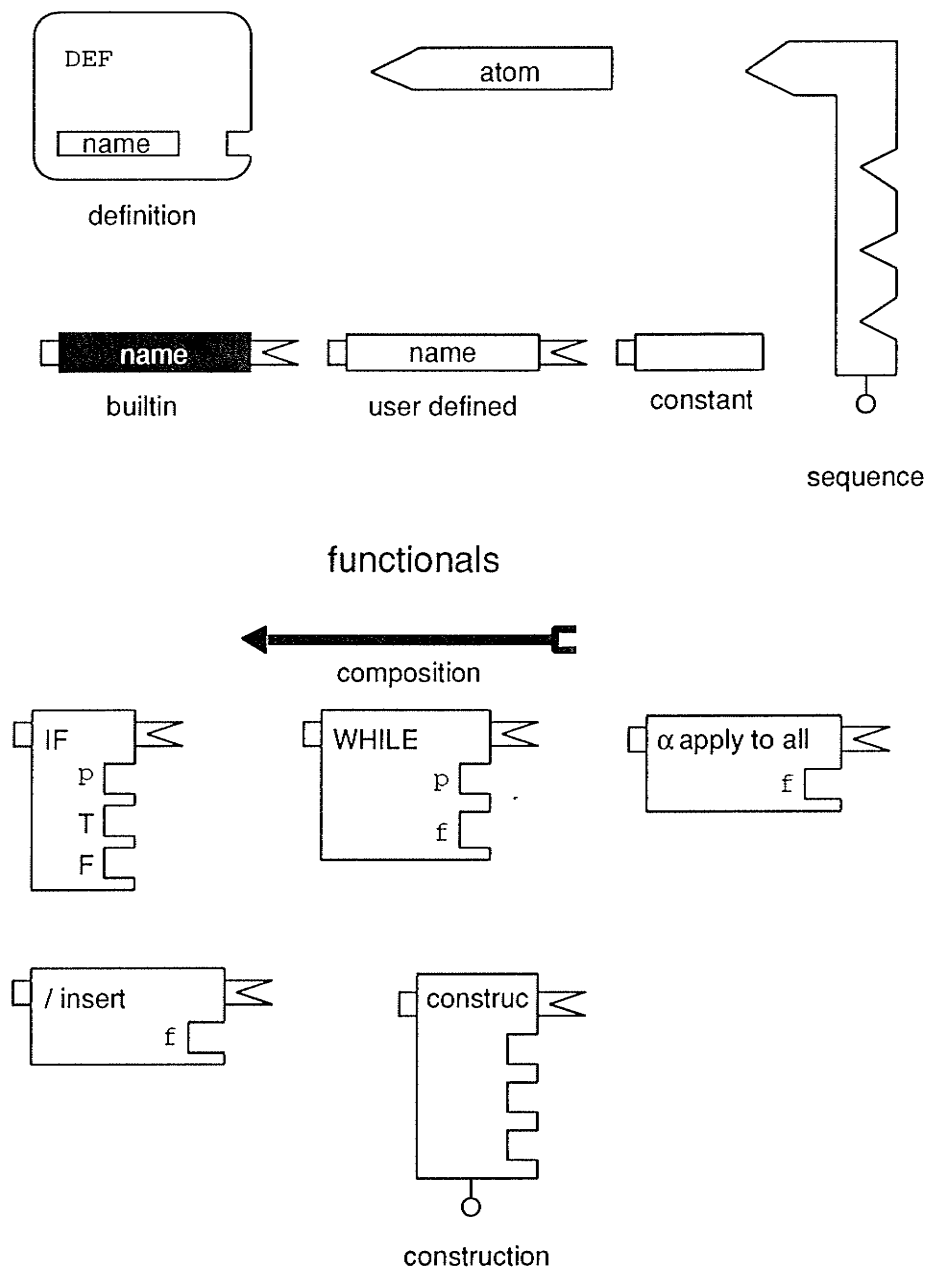 DEF
name
definition
atom
name
builtin
name
user defined
constant
sequence
functionals
composition
IF
p
T
F
WHILE
p
f
α apply to all
f
/ insert
f
construc
construction